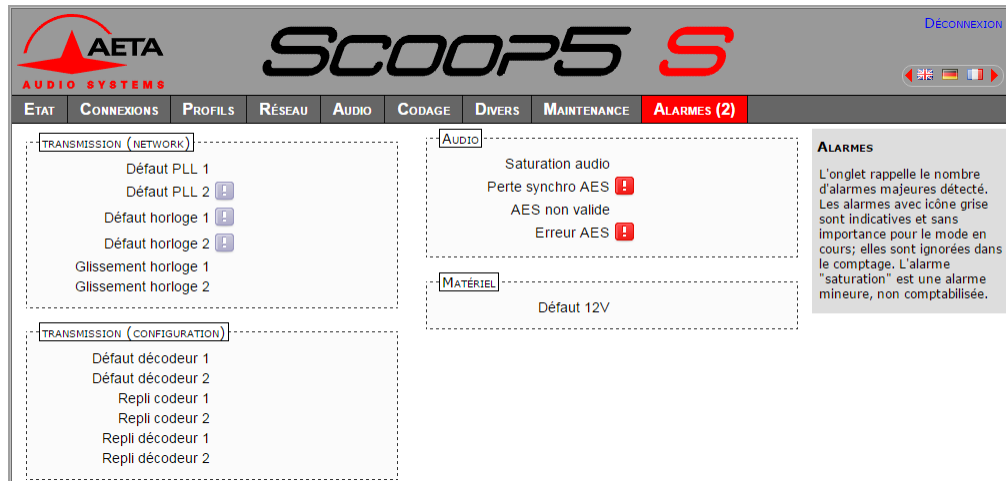 AETA
AUDIO SYSTEMS
SCOOP5 S
DÉCONNEXION
ETAT CONNEXIONS PROFILS RÉSEAU AUDIO CODAGE DIVERS MAINTENANCE ALARMES (2)
TRANSMISSION (NETWORK)
Défaut PLL 1
Défaut PLL 2
Défaut horloge 1
Défaut horloge 2
Glissement horloge 1
Glissement horloge 2
TRANSMISSION (CONFIGURATION)
Défaut décodeur 1
Défaut décodeur 2
Repli codeur 1
Repli codeur 2
Repli décodeur 1
Repli décodeur 2
AUDIO
Saturation audio
Perte synchro AES
AES non valide
Erreur AES
MATÉRIEL
Défaut 12V
ALARMES
L'onglet rappelle le nombre
d'alarmes majeures détecté.
Les alarmes avec icône grise
sont indicatives et sans
importance pour le mode en
cours; elles sont ignorées dans
le comptage. L'alarme
"saturation" est une alarme
mineure, non comptabilisée.